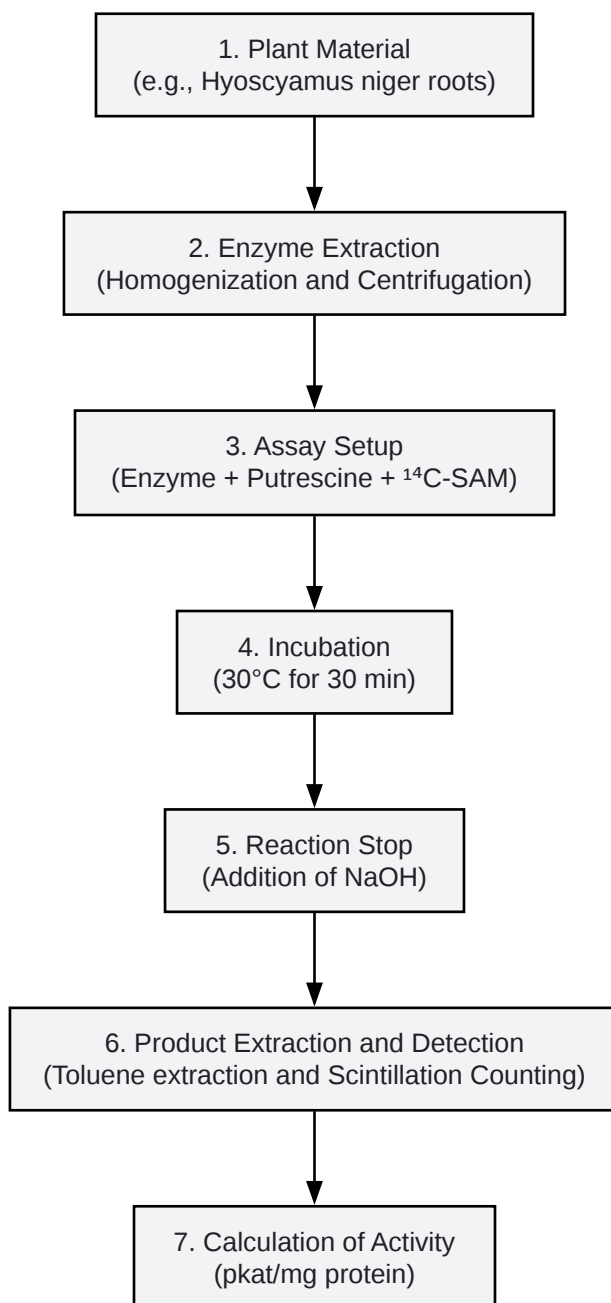 1. Plant Material
(e.g., Hyoscyamus niger roots)
2. Enzyme Extraction
(Homogenization and Centrifugation)
3. Assay Setup
(Enzyme + Putrescine + ¹⁴C-SAM)
4. Incubation
(30°C for 30 min)
5. Reaction Stop
(Addition of NaOH)
6. Product Extraction and Detection
(Toluene extraction and Scintillation Counting)
7. Calculation of Activity
(pkat/mg protein)